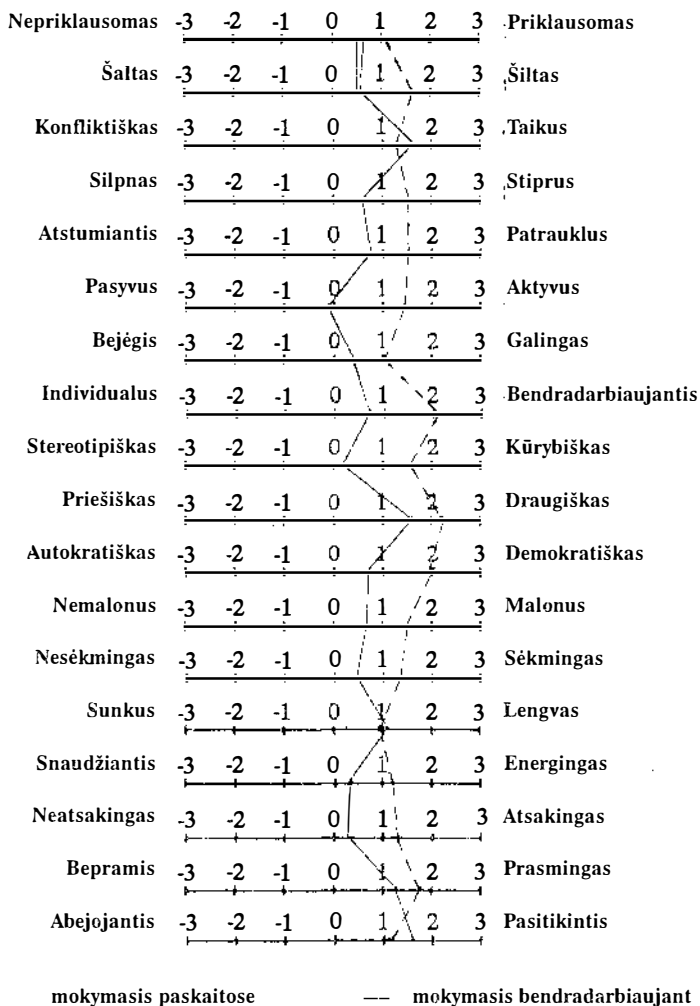 Nepriklausomas -3 -2 -1 0 1 2 3 Priklausomas
Šaltas -3 -2 -1 0 1 2 3 Šiltas
Konfliktiškas -3 -2 -1 0 1 2 3 Taikus
Silpnas -3 -2 -1 0 1 2 3 Stiprus
Atstumiantis -3 -2 -1 0 1 2 3 Patrauklus
Pasyvus -3 -2 -1 0 1 2 3 Aktyvus
Bejėgis -3 -2 -1 0 1 2 3 Galingas
Individualus -3 -2 -1 0 1 2 3 Bendradarbiaujantis
Stereotipiškas -3 -2 -1 0 1 2 3 Kūrybiškas
Priešiškas -3 -2 -1 0 1 2 3 Draugiškas
Autokratiškas -3 -2 -1 0 1 2 3 Demokratiškas
Nemalonus -3 -2 -1 0 1 2 3 Malonus
Nesėkmingas -3 -2 -1 0 1 2 3 Sėkmingas
Sunkus -3 -2 -1 0 1 2 3 Lengvas
Snaudžiantis -3 -2 -1 0 1 2 3 Energingas
Neatsakingas -3 -2 -1 0 1 2 3 Atsakingas
Bepramis -3 -2 -1 0 1 2 3 Prasmingas
Abejojantis -3 -2 -1 0 1 2 3 Pasitikintis
mokymasis paskaitose — mokymasis bendradarbiaujant